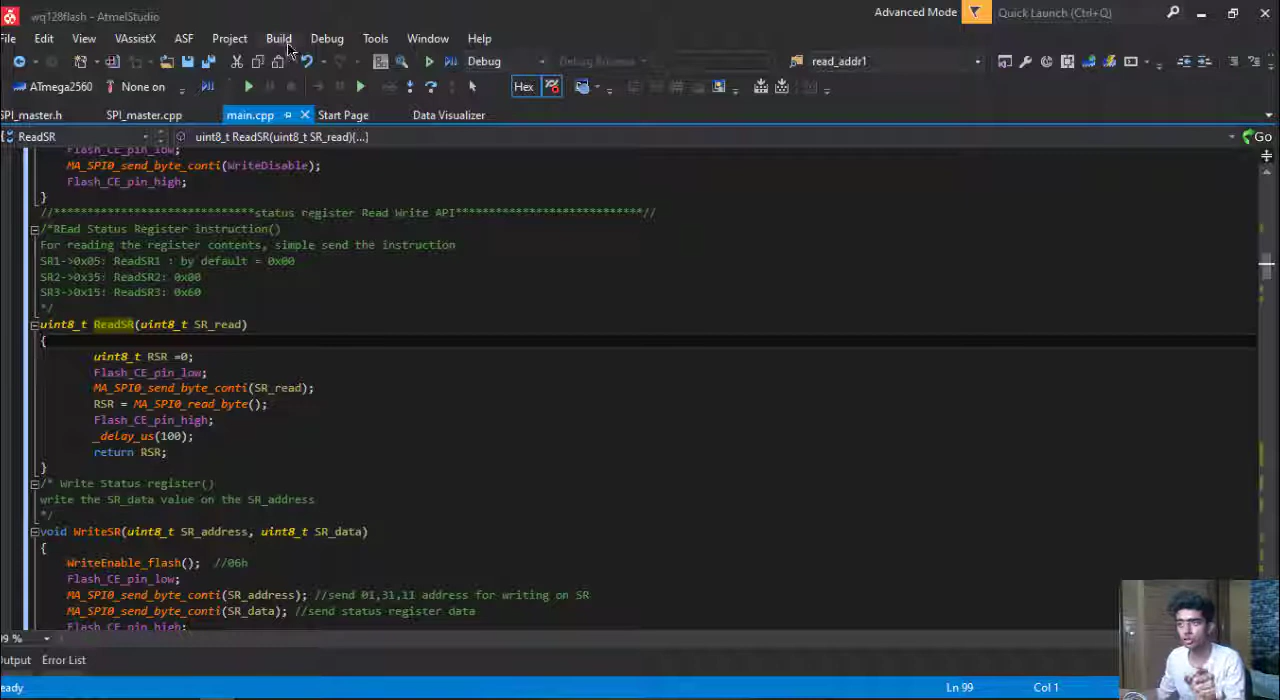 wq128flash - AtmelStudio
Advanced Mode
Quick Launch (Ctrl+Q)
File Edit View VAssistX ASF Project Build Debug Tools Window Help
Debug
Debug Browser
read_addr1
ATmega2560 None on
Hex
SPI_master.h SPI_master.cpp main.cpp Start Page Data Visualizer
ReadSR
uint8_t ReadSR(uint8_t SR_read){...}
Go
Flash_CE_pin_low;
MA_SPI0_send_byte_conti(WriteDisable);
Flash_CE_pin_high;
}
//****************************status register Read Write API****************************//
/*REad Status Register instruction()
For reading the register contents, simple send the instruction
SR1->0x05: ReadSR1 : by default = 0x00
SR2->0x35: ReadSR2: 0x00
SR3->0x15: ReadSR3: 0x60
*/
uint8_t ReadSR(uint8_t SR_read)
{
uint8_t RSR =0;
Flash_CE_pin_low;
MA_SPI0_send_byte_conti(SR_read);
RSR = MA_SPI0_read_byte();
Flash_CE_pin_high;
_delay_us(100);
return RSR;
}
/* Write Status register()
write the SR_data value on the SR_address
*/
void WriteSR(uint8_t SR_address, uint8_t SR_data)
{
WriteEnable_flash(); //06h
Flash_CE_pin_low;
MA_SPI0_send_byte_conti(SR_address); //send 01,31,11 address for writing on SR
MA_SPI0_send_byte_conti(SR_data); //send status register data
Flash_CE_pin_high;
99 %
Output Error List
Ready
Ln 99
Col 1